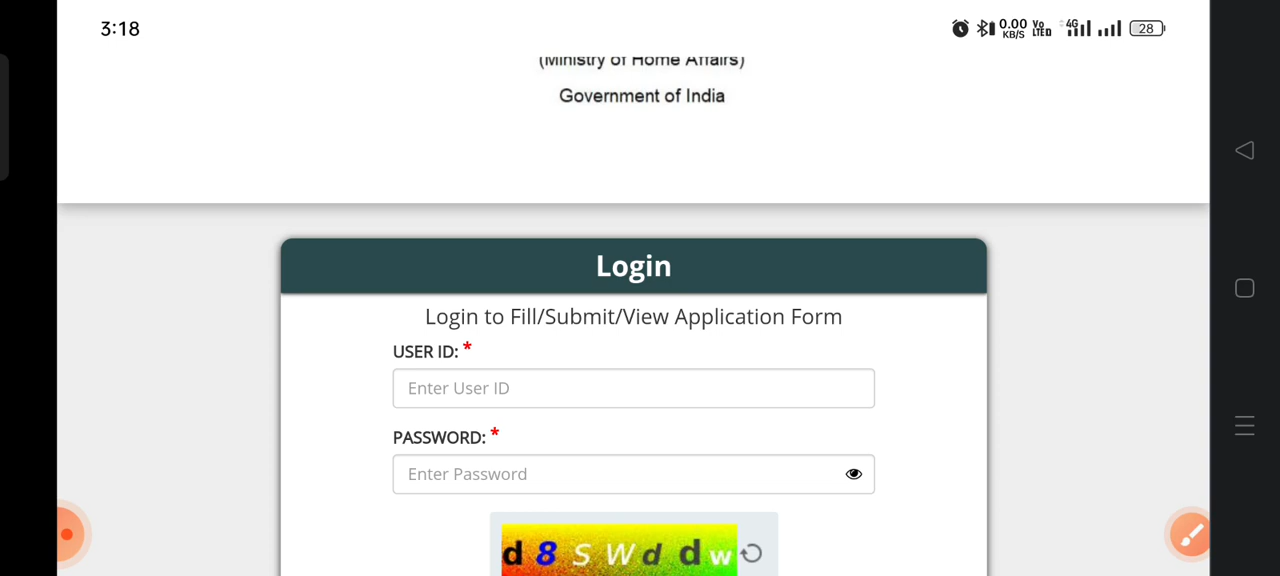 3:18
0.00 KB/S Vo LTE 4G 28
(Ministry of Home Affairs)
Government of India
Login
Login to Fill/Submit/View Application Form
USER ID: *
Enter User ID
PASSWORD: *
Enter Password
d 8 S W d d w